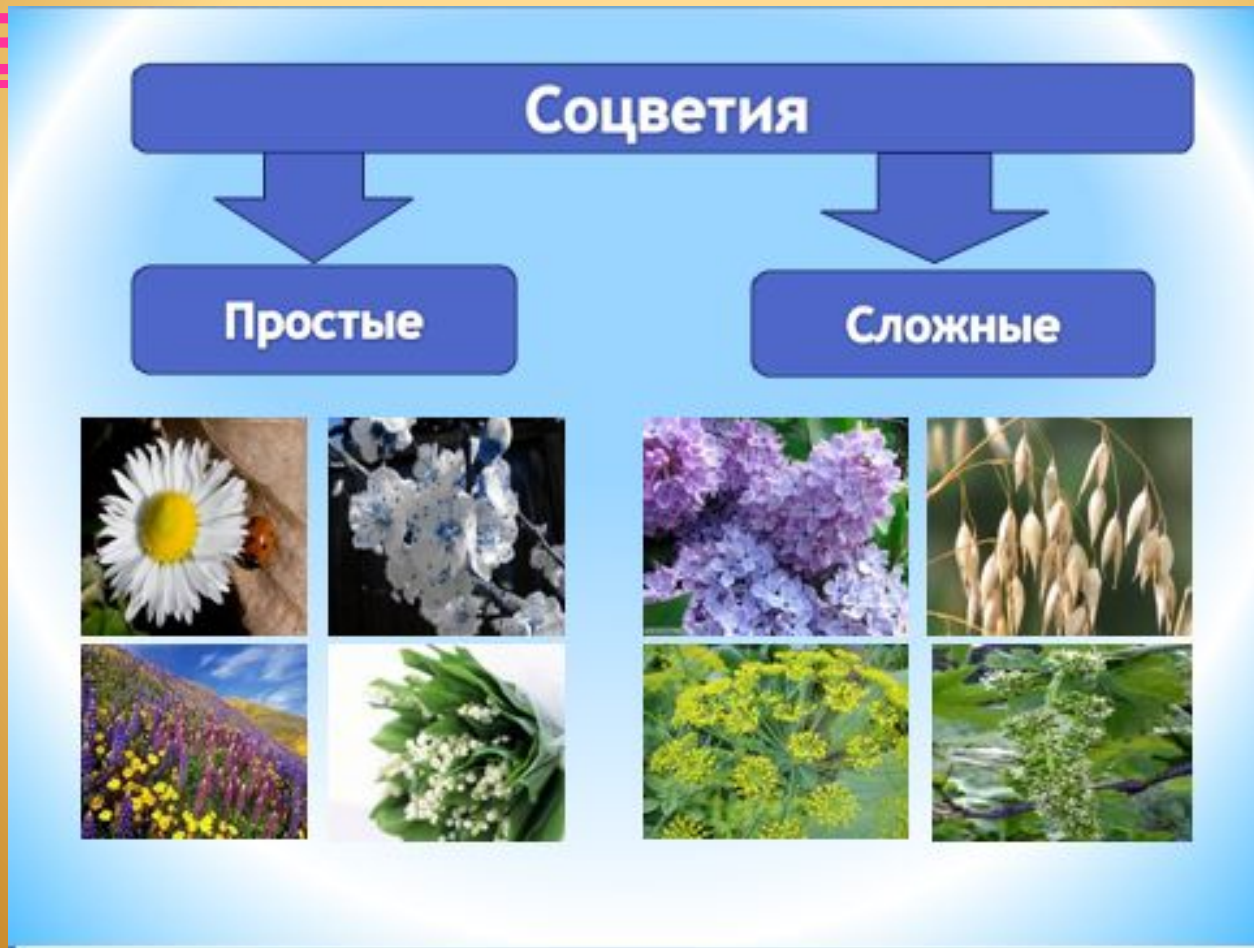 Соцветия
Простые
Сложные